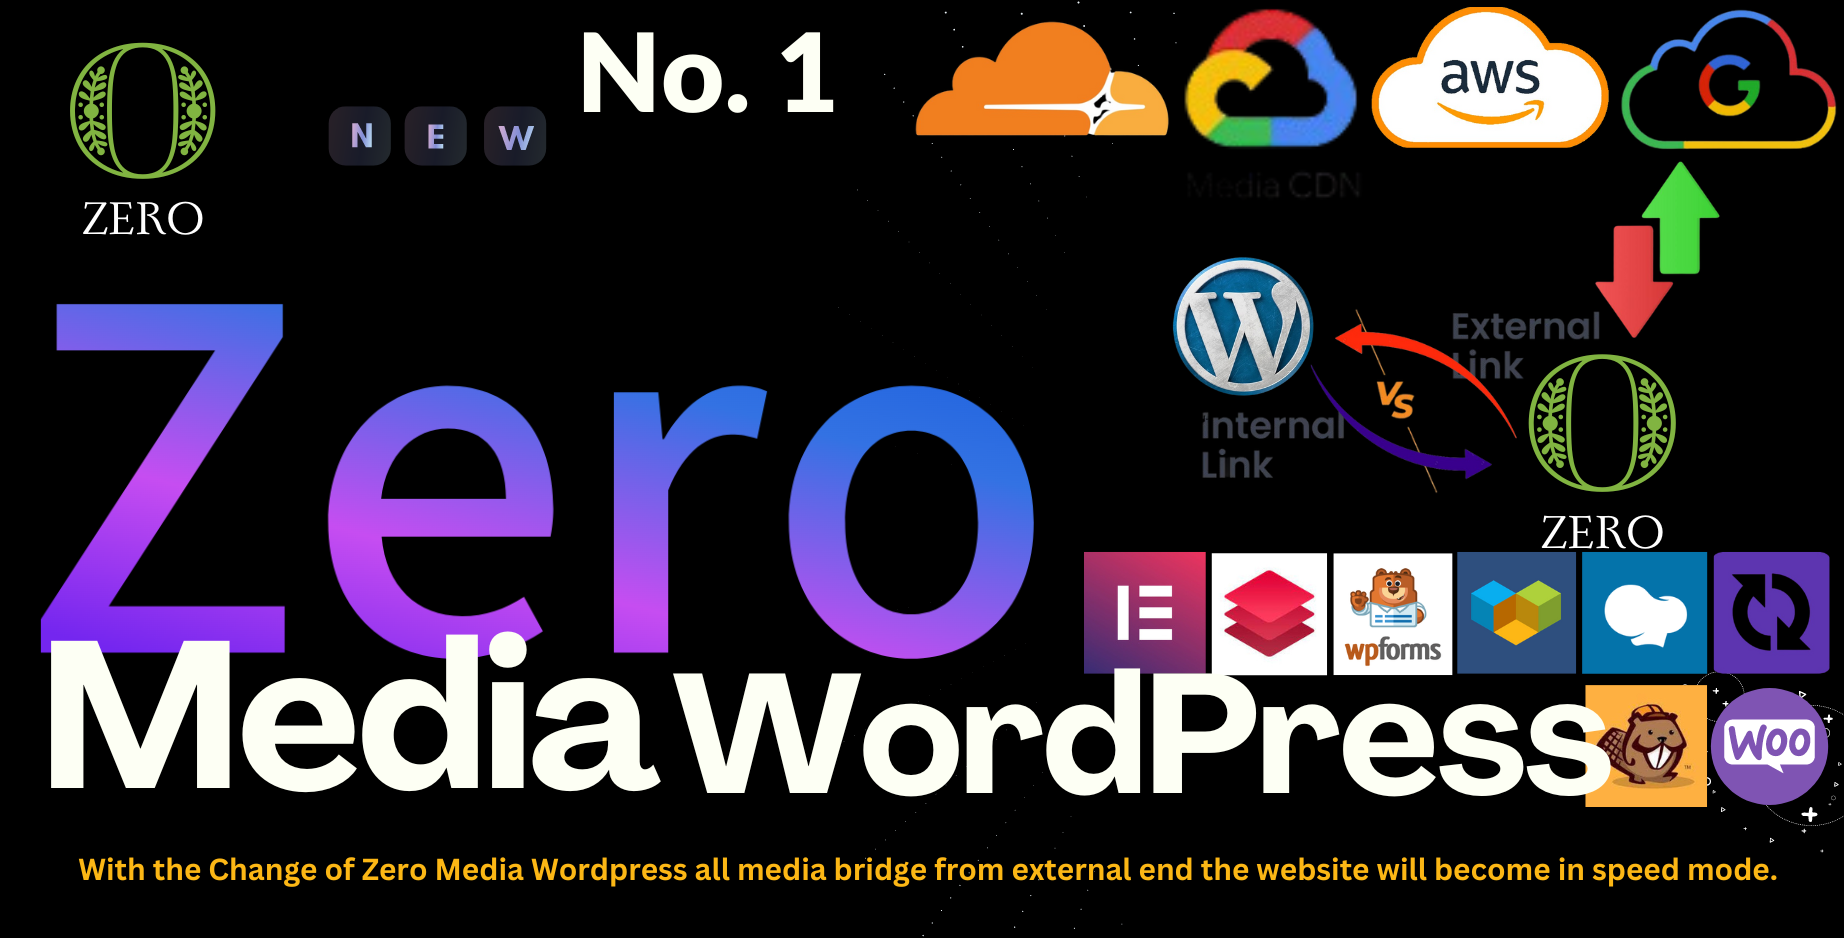 No. 1
ZERO
N E W
aws
G
Media CDN
W
External
Link
VS
Internal
Link
ZERO
Zero
wpforms
Media WordPress
WOO
™
With the Change of Zero Media Wordpress all media bridge from external end the website will become in speed mode.